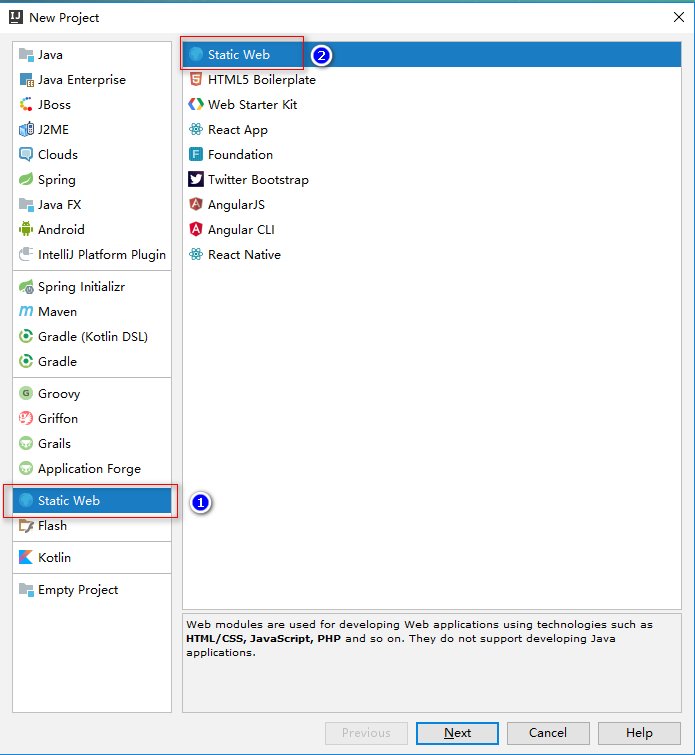 New Project
Java
Java Enterprise
JBoss
J2ME
Clouds
Spring
Java FX
Android
IntelliJ Platform Plugin
Spring Initializr
Maven
Gradle (Kotlin DSL)
Gradle
Groovy
Griffon
Grails
Application Forge
Static Web
1
Flash
Kotlin
Empty Project
Static Web
2
HTML5 Boilerplate
Web Starter Kit
React App
Foundation
Twitter Bootstrap
AngularJS
Angular CLI
React Native
Web modules are used for developing Web applications using technologies such as
HTML/CSS, JavaScript, PHP and so on. They do not support developing Java
applications.
Previous
Next
Cancel
Help